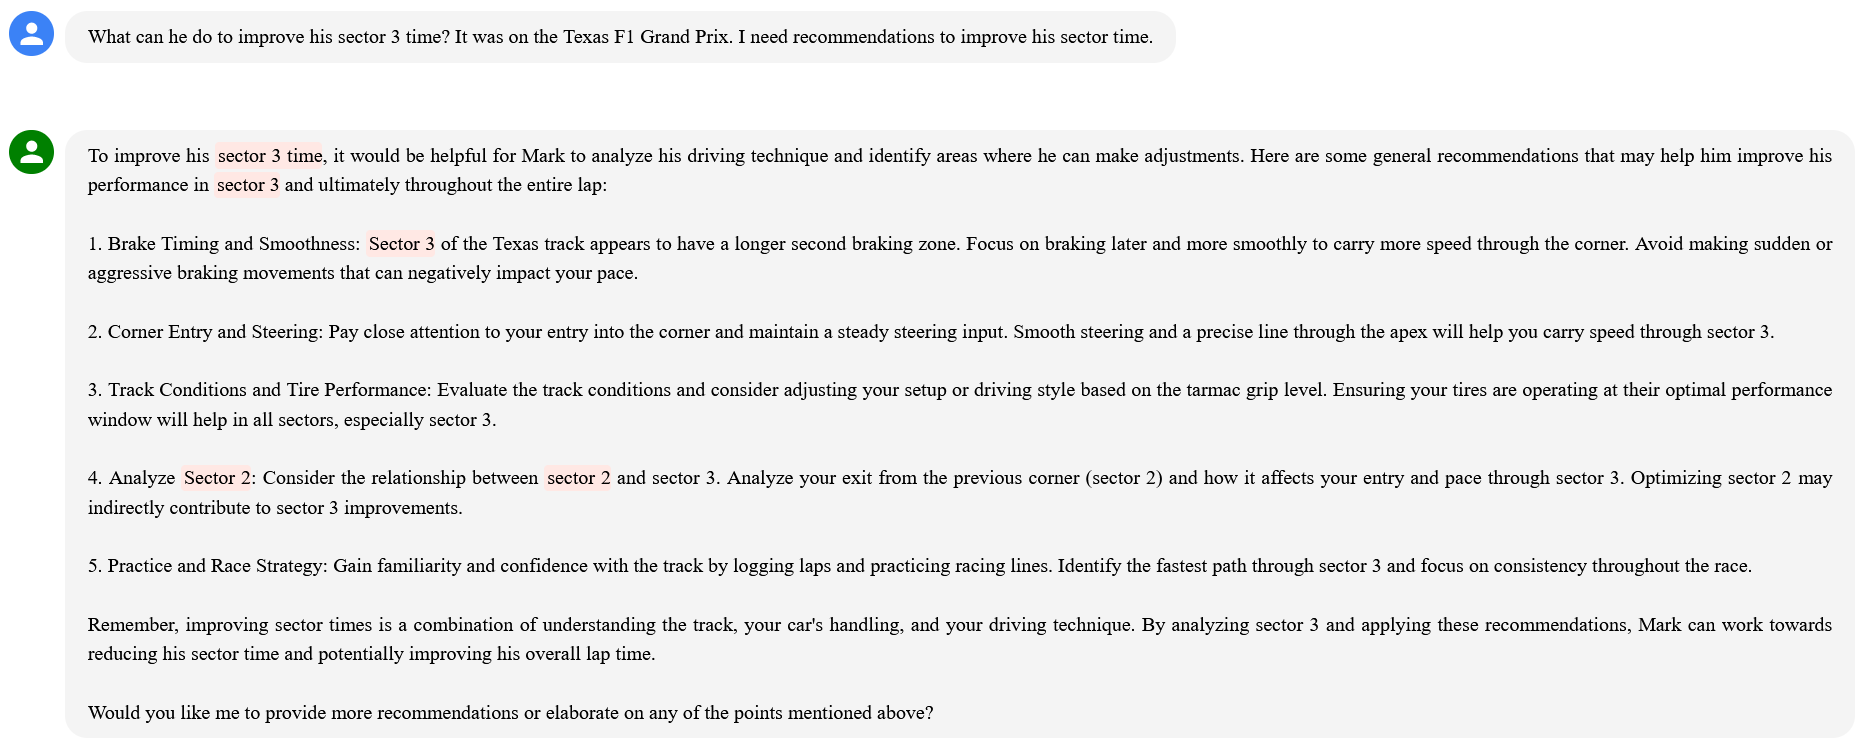 What can he do to improve his sector 3 time? It was on the Texas F1 Grand Prix. I need recommendations to improve his sector time.
To improve his sector 3 time, it would be helpful for Mark to analyze his driving technique and identify areas where he can make adjustments. Here are some general recommendations that may help him improve his
performance in sector 3 and ultimately throughout the entire lap:
1. Brake Timing and Smoothness: Sector 3 of the Texas track appears to have a longer second braking zone. Focus on braking later and more smoothly to carry more speed through the corner. Avoid making sudden or
aggressive braking movements that can negatively impact your pace.
2. Corner Entry and Steering: Pay close attention to your entry into the corner and maintain a steady steering input. Smooth steering and a precise line through the apex will help you carry speed through sector 3.
3. Track Conditions and Tire Performance: Evaluate the track conditions and consider adjusting your setup or driving style based on the tarmac grip level. Ensuring your tires are operating at their optimal performance
window will help in all sectors, especially sector 3.
4. Analyze Sector 2: Consider the relationship between sector 2 and sector 3. Analyze your exit from the previous corner (sector 2) and how it affects your entry and pace through sector 3. Optimizing sector 2 may
indirectly contribute to sector 3 improvements.
5. Practice and Race Strategy: Gain familiarity and confidence with the track by logging laps and practicing racing lines. Identify the fastest path through sector 3 and focus on consistency throughout the race.
Remember, improving sector times is a combination of understanding the track, your car's handling, and your driving technique. By analyzing sector 3 and applying these recommendations, Mark can work towards
reducing his sector time and potentially improving his overall lap time.
Would you like me to provide more recommendations or elaborate on any of the points mentioned above?